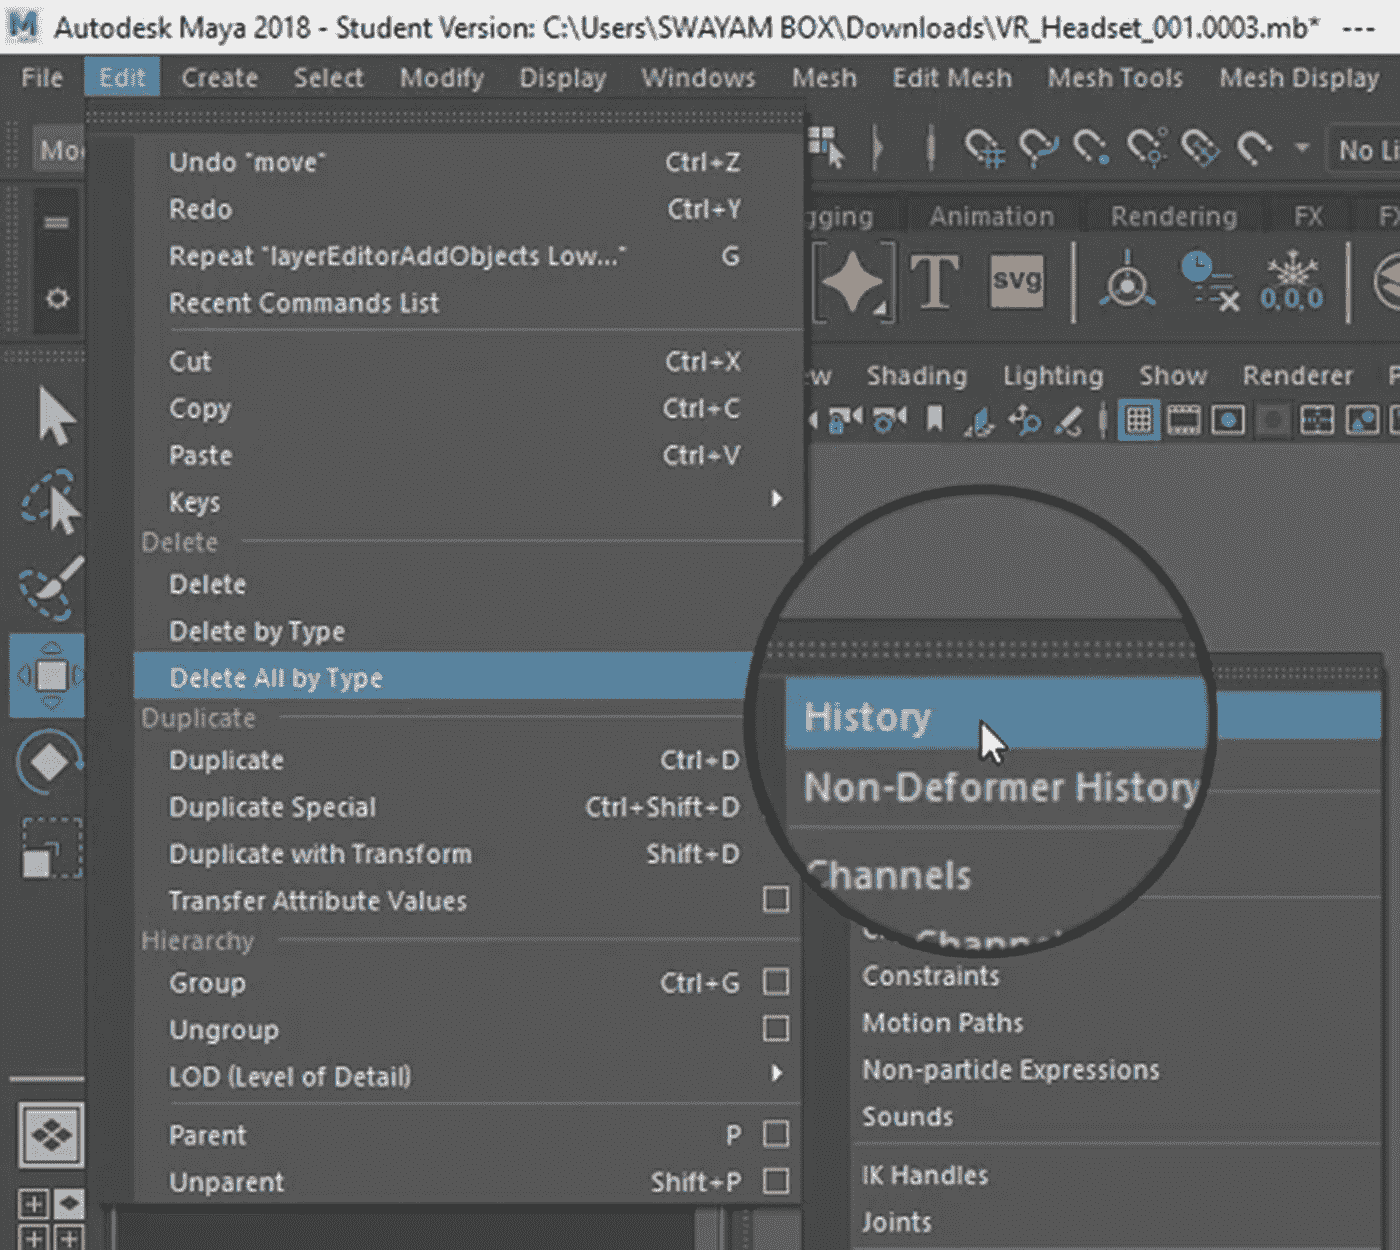 Autodesk Maya 2018 - Student Version: C:\Users\SWAYAM BOX\Downloads\VR_Headset_001.0003.mb* ---
File Edit Create Select Modify Display Windows Mesh Edit Mesh Mesh Tools Mesh Display
Undo "move" Ctrl+Z
Redo Ctrl+Y
Repeat "layerEditorAddObjects Low..." G
Recent Commands List
Cut Ctrl+X
Copy Ctrl+C
Paste Ctrl+V
Keys
Delete
Delete
Delete by Type
Delete All by Type
Duplicate
Duplicate Ctrl+D
Duplicate Special Ctrl+Shift+D
Duplicate with Transform Shift+D
Transfer Attribute Values
Hierarchy
Group Ctrl+G
Ungroup
LOD (Level of Detail)
Parent P
Unparent Shift+P
No Li
Animation Rendering FX
T svg 0,0,0
Shading Lighting Show Renderer
History
Non-Deformer History
Channels
Constraints
Motion Paths
Non-particle Expressions
Sounds
IK Handles
Joints